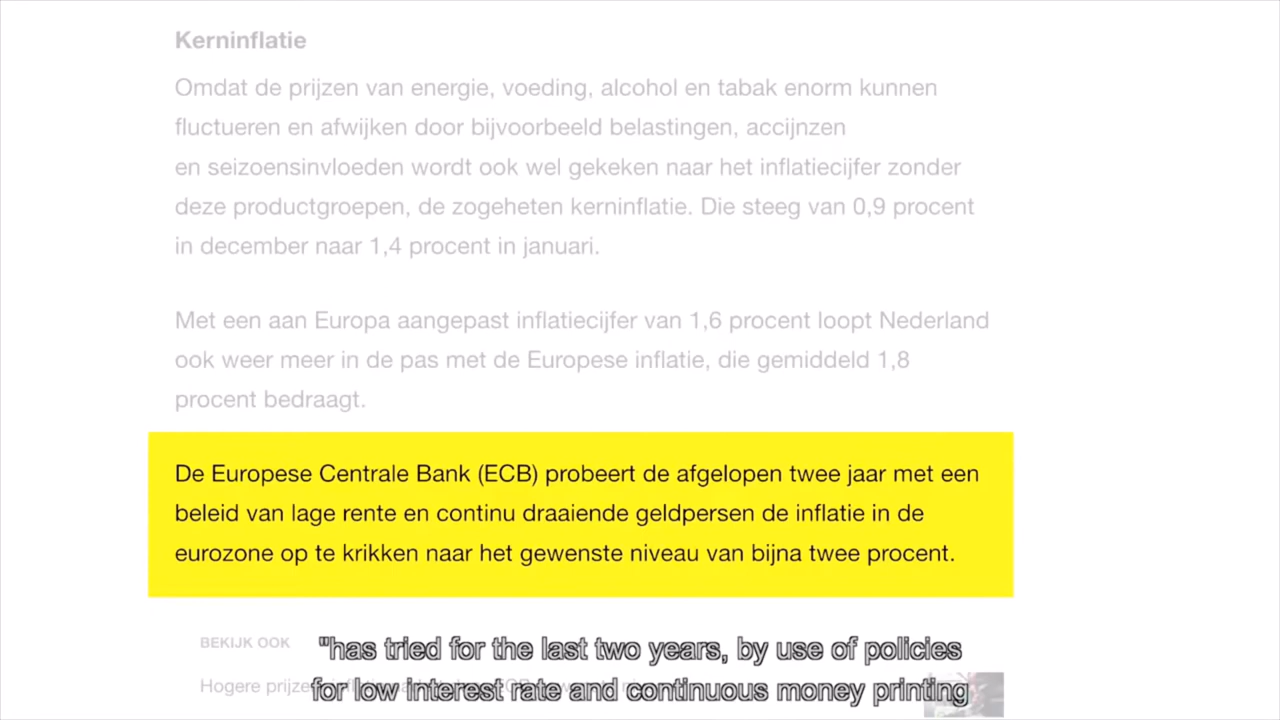 Kerninflatie
Omdat de prijzen van energie, voeding, alcohol en tabak enorm kunnen
fluctueren en afwijken door bijvoorbeeld belastingen, accijnzen
en seizoensinvloeden wordt ook wel gekeken naar het inflatiecijfer zonder
deze productgroepen, de zogeheten kerninflatie. Die steeg van 0,9 procent
in december naar 1,4 procent in januari.
Met een aan Europa aangepast inflatiecijfer van 1,6 procent loopt Nederland
ook weer meer in de pas met de Europese inflatie, die gemiddeld 1,8
procent bedraagt.
De Europese Centrale Bank (ECB) probeert de afgelopen twee jaar met een
beleid van lage rente en continu draaiende geldpersen de inflatie in de
eurozone op te krikken naar het gewenste niveau van bijna twee procent.
BEKIJK OOK
"has tried for the last two years, by use of policies
Hogere
for low interest rate and continuous money printing